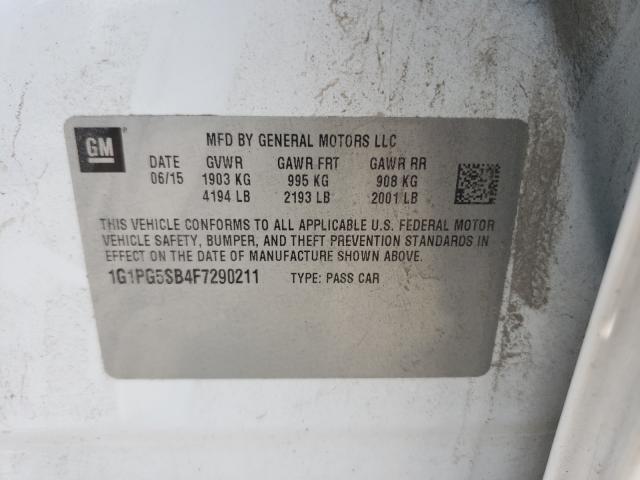 GM
MFD BY GENERAL MOTORS LLC
DATE GVWR GAWR FRT GAWR RR
06/15 1903 KG 995 KG 908 KG
4194 LB 2193 LB 2001 LB
THIS VEHICLE CONFORMS TO ALL APPLICABLE U.S. FEDERAL MOTOR
VEHICLE SAFETY, BUMPER, AND THEFT PREVENTION STANDARDS IN
EFFECT ON THE DATE OF MANUFACTURE SHOWN ABOVE.
1G1PG5SB4F7290211 TYPE: PASS CAR